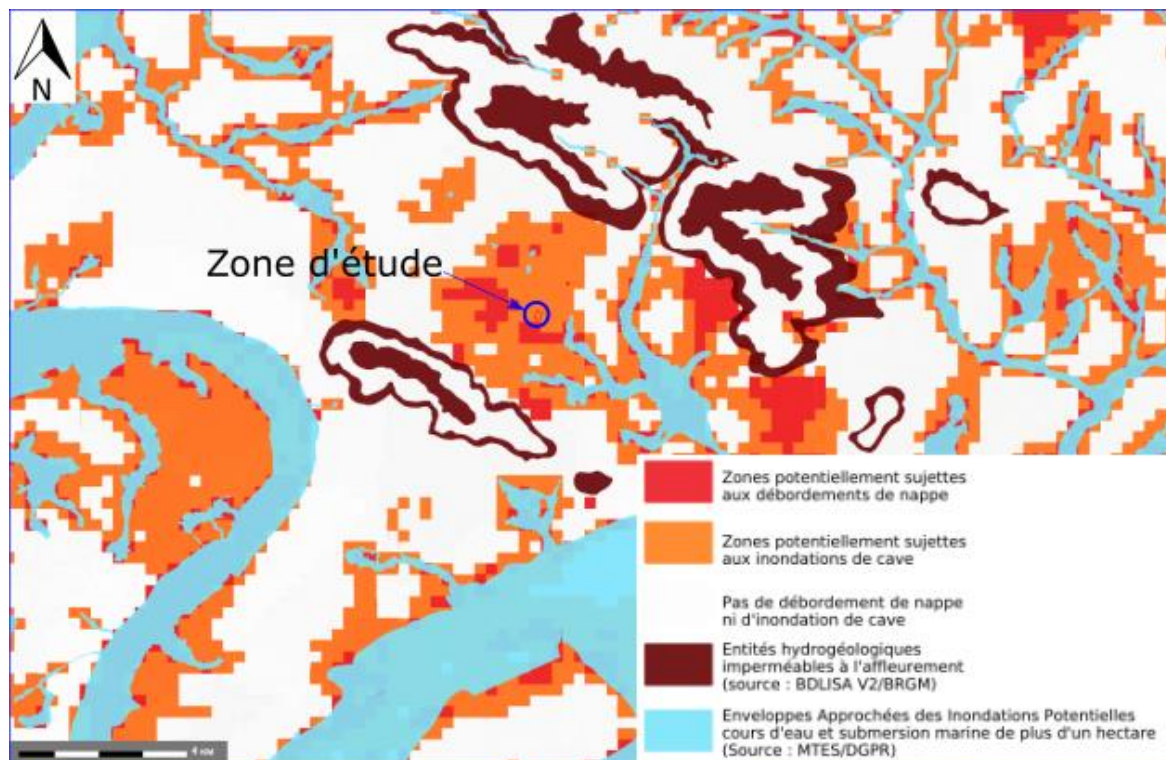 N
Zone d'étude
Zones potentiellement sujettes
aux débordements de nappe
Zones potentiellement sujettes
aux inondations de cave
Pas de débordement de nappe
ni d'inondation de cave
Entités hydrogéologiques
imperméables à l'affleurement
(source : BDLISA V2/BRGM)
Enveloppes Approchées des Inondations Potentielles
cours d'eau et submersion marine de plus d'un hectare
(Source : MTES/DGPR)
4 KM